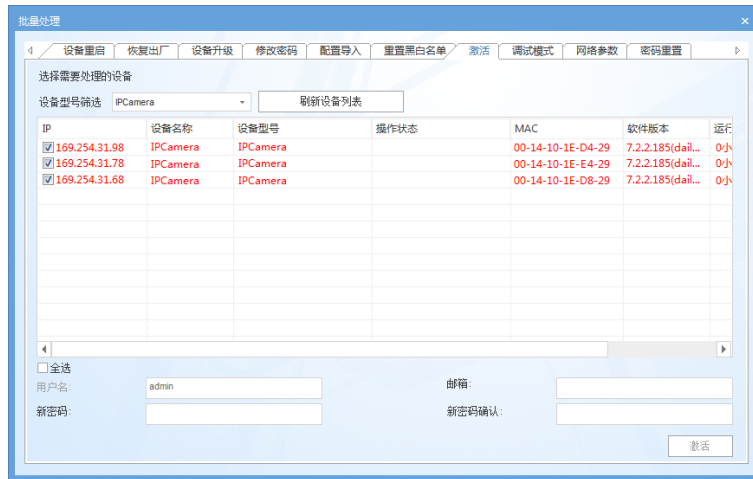 批量处理
设备重启 恢复出厂 设备升级 修改密码 配置导入 重置黑白名单 激活 调试模式 网络参数 密码重置
选择需要处理的设备
设备型号筛选 IPCamera 刷新设备列表
IP 设备名称 设备型号 操作状态 MAC 软件版本 运行
169.254.31.98 IPCamera IPCamera 00-14-10-1E-D4-29 7.2.2.185(dail... 0小
169.254.31.78 IPCamera IPCamera 00-14-10-1E-E4-29 7.2.2.185(dail... 0小
169.254.31.68 IPCamera IPCamera 00-14-10-1E-D8-29 7.2.2.185(dail... 0小
全选
用户名: admin 邮箱:
新密码: 新密码确认:
激活